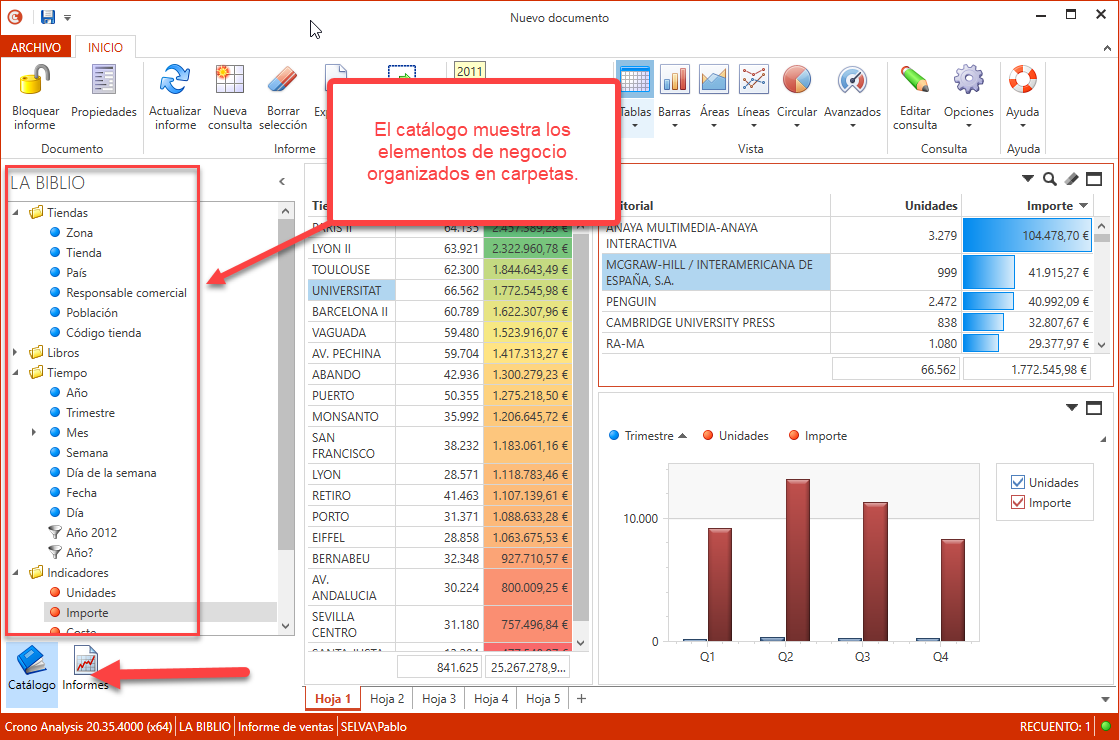 Nuevo documento
ARCHIVO
INICIO
Bloquear
informe
Propiedades
Actualizar
informe
Nueva
consulta
Borrar
selección
2011
Tablas
Barras
Áreas
Líneas
Circular
Avanzados
Editar
consulta
Opciones
Ayuda
Documento
Informe
Vista
Consulta
Ayuda
El catálogo muestra los
elementos de negocio
organizados en carpetas.
LA BIBLIO
Tiendas
Zona
Tienda
País
Responsable comercial
Población
Código tienda
Libros
Tiempo
Año
Trimestre
Mes
Semana
Día de la semana
Fecha
Día
Año 2012
Año?
Indicadores
Unidades
Importe
Coste
Catálogo
Informes
PARIS II 64.135 2.457.389,28 €
LYON II 63.921 2.322.960,78 €
TOULOUSE 62.300 1.844.643,49 €
UNIVERSITAT 66.562 1.772.545,98 €
BARCELONA II 60.789 1.622.307,96 €
VAGUADA 59.480 1.523.916,07 €
AV. PECHINA 59.704 1.417.313,27 €
ABANDO 42.936 1.300.279,23 €
PUERTO 50.355 1.275.218,50 €
MONSANTO 35.992 1.206.645,72 €
SAN
FRANCISCO 38.232 1.183.061,16 €
LYON 28.571 1.118.783,46 €
RETIRO 41.463 1.107.139,61 €
PORTO 31.371 1.088.633,28 €
EIFFEL 28.858 1.063.675,53 €
BERNABEU 32.348 927.710,57 €
AV.
ANDALUCIA 30.224 800.009,25 €
SEVILLA
CENTRO 31.180 757.496,84 €
841.625 25.267.278,9...
Unidades Importe
ANAYA MULTIMEDIA-ANAYA
INTERACTIVA 3.279 104.478,70 €
MCGRAW-HILL / INTERAMERICANA DE
ESPAÑA, S.A. 999 41.915,27 €
PENGUIN 2.472 40.992,09 €
CAMBRIDGE UNIVERSITY PRESS 838 32.807,67 €
RA-MA 1.080 29.377,97 €
66.562 1.772.545,98 €
Trimestre Unidades Importe
10.000
0
Q1 Q2 Q3 Q4
Unidades
Importe
Hoja 1 Hoja 2 Hoja 3 Hoja 4 Hoja 5 +
Crono Analysis 20.35.4000 (x64) LA BIBLIO Informe de ventas SELVA\Pablo RECUENTO: 1